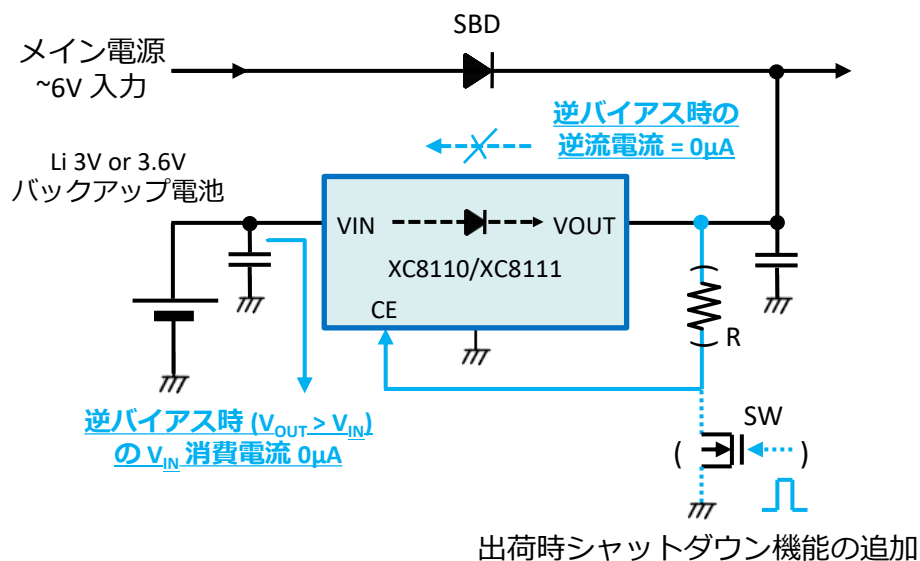 SBD
メイン電源
~6V 入力
逆バイアス時の
逆流電流 = 0µA
Li 3V or 3.6V
バックアップ電池
VIN
VOUT
XC8110/XC8111
CE
( R )
逆バイアス時 (VOUT > VIN)
の VIN 消費電流 0µA
SW
( )
出荷時シャットダウン機能の追加